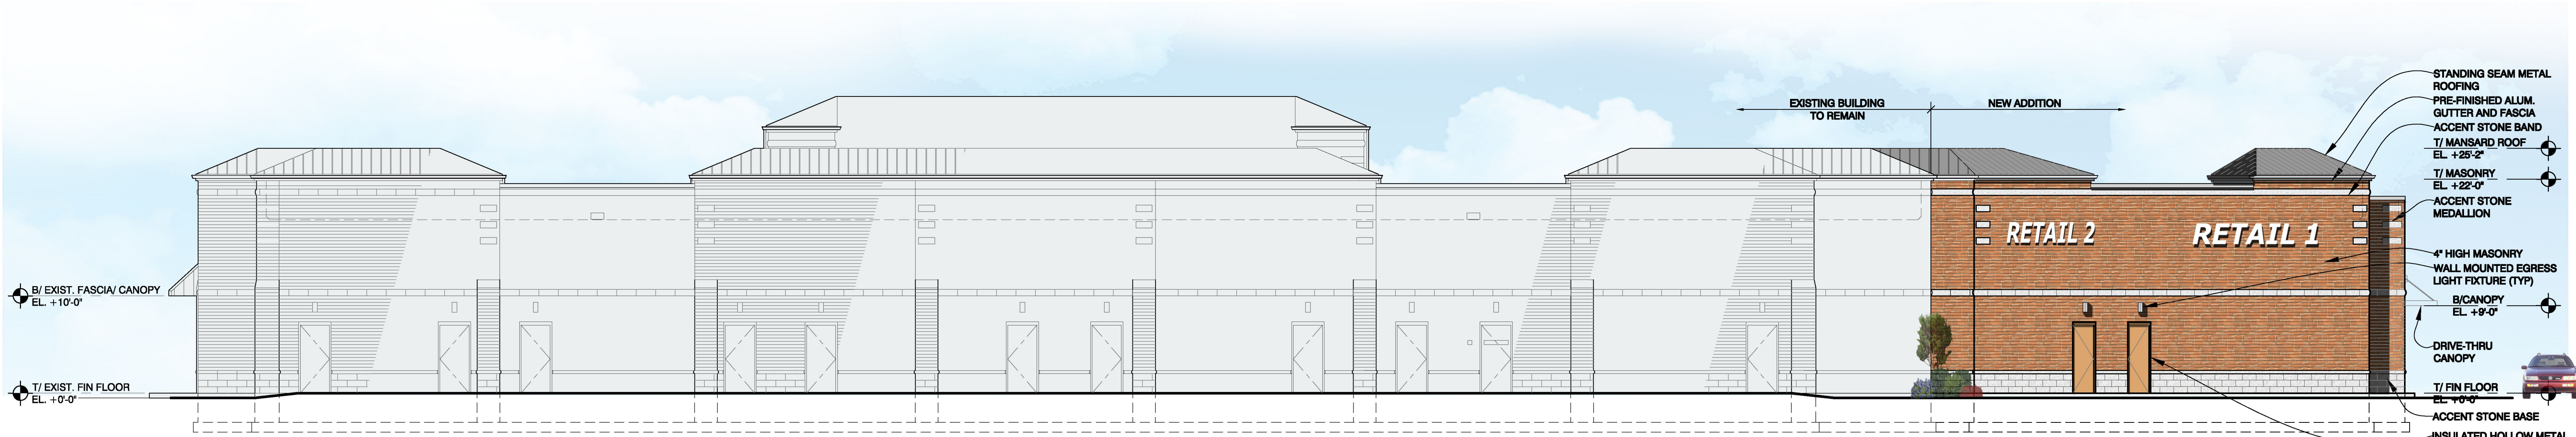 EXISTING BUILDING
TO REMAIN
NEW ADDITION
STANDING SEAM METAL
ROOFING
PRE-FINISHED ALUM.
GUTTER AND FASCIA
ACCENT STONE BAND
T/ MANSARD ROOF
EL. +25'-2"
T/ MASONRY
EL. +22'-0"
ACCENT STONE
MEDALLION
RETAIL 2
RETAIL 1
4" HIGH MASONRY
WALL MOUNTED EGRESS
LIGHT FIXTURE (TYP)
B/ EXIST. FASCIA/ CANOPY
EL. +10'-0"
B/CANOPY
EL. +9'-0"
DRIVE-THRU
CANOPY
T/ EXIST. FIN FLOOR
EL. +0'-0"
T/ FIN FLOOR
EL. +0'-0"
ACCENT STONE BASE
INSULATED HOLLOW METAL